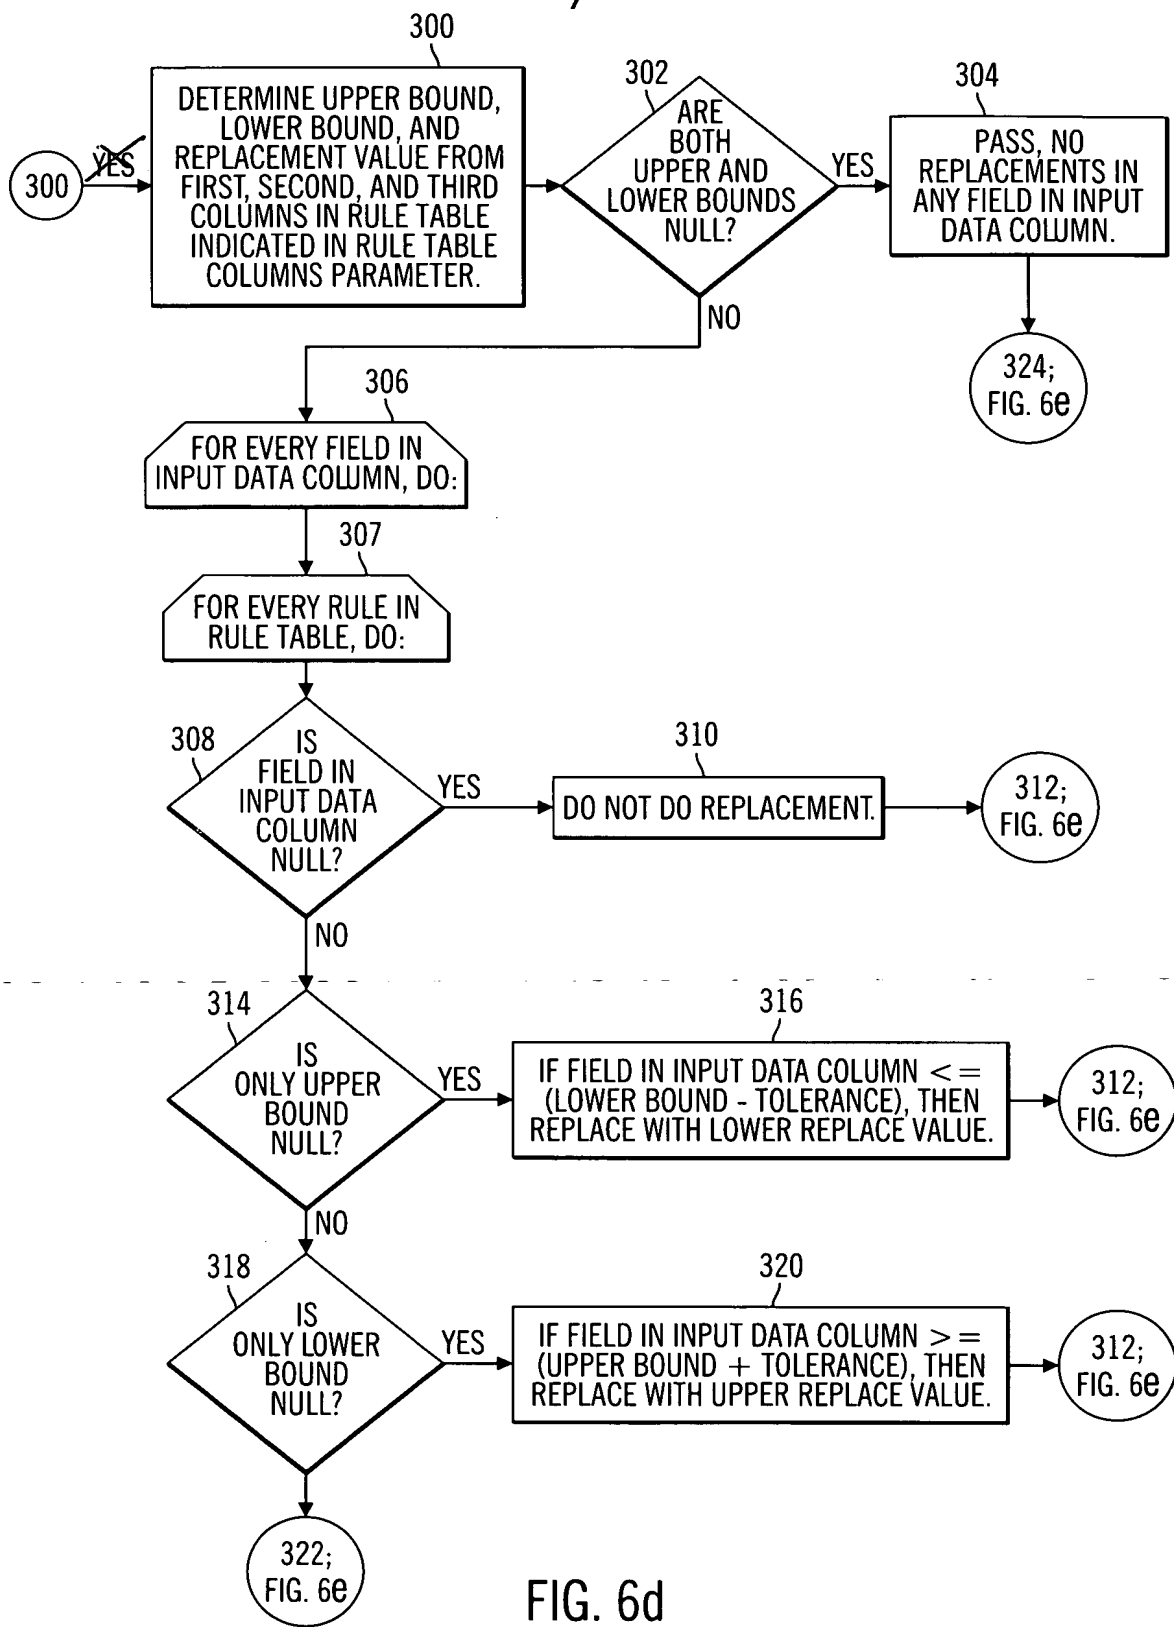 300
DETERMINE UPPER BOUND,
LOWER BOUND, AND
REPLACEMENT VALUE FROM
FIRST, SECOND, AND THIRD
COLUMNS IN RULE TABLE
INDICATED IN RULE TABLE
COLUMNS PARAMETER.
300
YES
302
ARE
BOTH
UPPER AND
LOWER BOUNDS
NULL?
YES
NO
304
PASS, NO
REPLACEMENTS IN
ANY FIELD IN INPUT
DATA COLUMN.
324;
FIG. 6e
306
FOR EVERY FIELD IN
INPUT DATA COLUMN, DO:
307
FOR EVERY RULE IN
RULE TABLE, DO:
308
IS
FIELD IN
INPUT DATA
COLUMN
NULL?
YES
NO
310
DO NOT DO REPLACEMENT.
312;
FIG. 6e
314
IS
ONLY UPPER
BOUND
NULL?
YES
NO
316
IF FIELD IN INPUT DATA COLUMN <=
(LOWER BOUND - TOLERANCE), THEN
REPLACE WITH LOWER REPLACE VALUE.
312;
FIG. 6e
318
IS
ONLY LOWER
BOUND
NULL?
YES
320
IF FIELD IN INPUT DATA COLUMN >=
(UPPER BOUND + TOLERANCE), THEN
REPLACE WITH UPPER REPLACE VALUE.
312;
FIG. 6e
322;
FIG. 6e
FIG. 6d